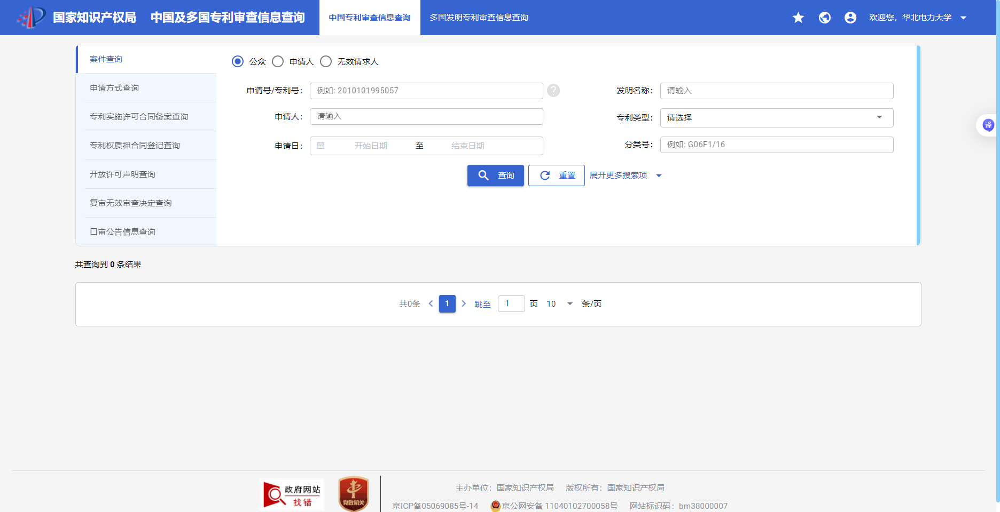 国家知识产权局 中国及多国专利审查信息查询 中国专利审查信息查询 多国发明专利审查信息查询 欢迎您，华北电力大学
案件查询
申请方式查询
专利实施许可合同备案查询
专利权质押合同登记查询
开放许可声明查询
复审无效审查决定查询
口审公告信息查询
公众 申请人 无效请求人
申请号/专利号： 例如: 2010101995057 ? 发明名称： 请输入
申请人： 请输入 专利类型： 请选择
申请日： 开始日期 至 结束日期 分类号： 例如: G06F1/16
查询 重置 展开更多搜索项
译
共查询到 0 条结果
共0条 1 跳至 1 页 10 条/页
政府网站
找错
党政机关
主办单位：国家知识产权局 版权所有：国家知识产权局
京ICP备05069085号-14 京公网安备 11040102700058号 网站标识码：bm38000007